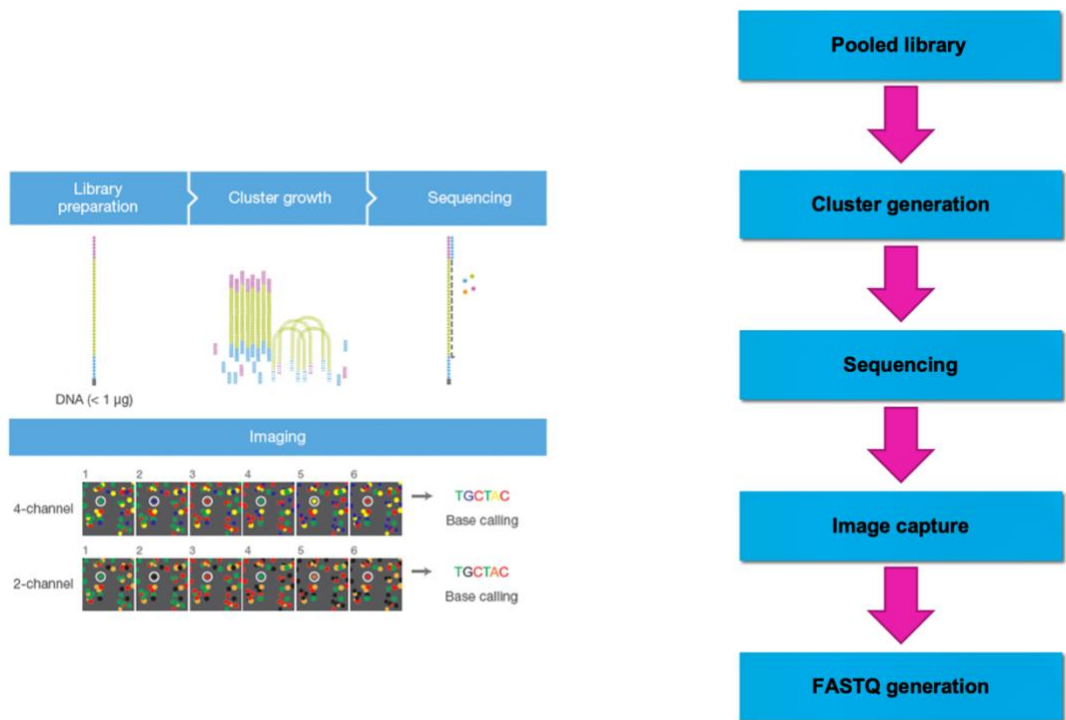 Library
preparation
Cluster growth
Sequencing
DNA (< 1 µg)
Imaging
4-channel
1 2 3 4 5 6
TGCTAC
Base calling
2-channel
1 2 3 4 5 6
TGCTAC
Base calling
Pooled library
Cluster generation
Sequencing
Image capture
FASTQ generation